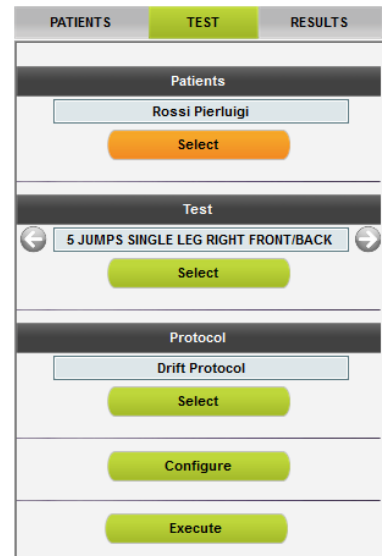 PATIENTS TEST RESULTS
Patients
Rossi Pierluigi
Select
Test
5 JUMPS SINGLE LEG RIGHT FRONT/BACK
Select
Protocol
Drift Protocol
Select
Configure
Execute